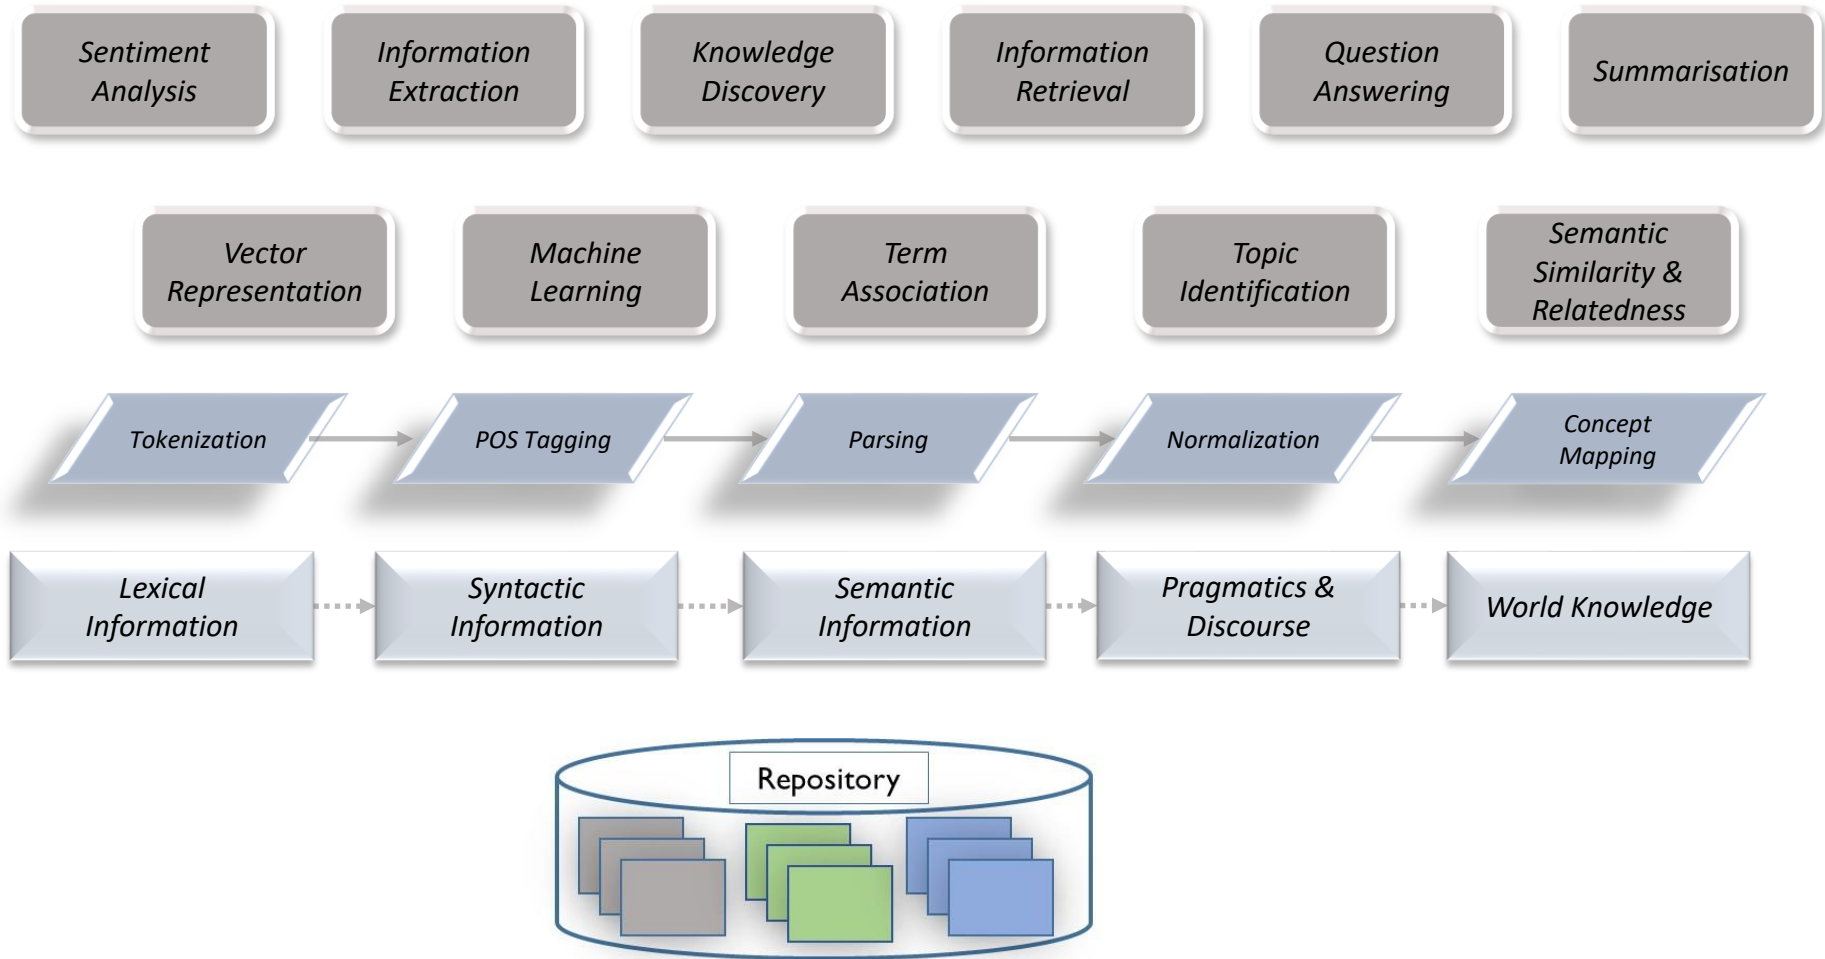 Sentiment
Analysis
Information
Extraction
Knowledge
Discovery
Information
Retrieval
Question
Answering
Summarisation
Vector
Representation
Machine
Learning
Term
Association
Topic
Identification
Semantic
Similarity &
Relatedness
Tokenization
POS Tagging
Parsing
Normalization
Concept
Mapping
Lexical
Information
Syntactic
Information
Semantic
Information
Pragmatics &
Discourse
World Knowledge
Repository